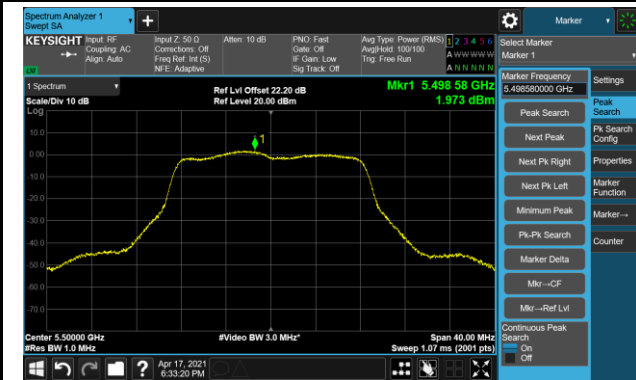 Spectrum Analyzer 1
Swept SA
+
KEYSIGHT
Input: RF
Coupling: AC
Align: Auto
Input Z: 50 Ω
Corrections: Off
Freq Ref: Int (S)
NFE: Adaptive
Atten: 10 dB
PNO: Fast
Gate: Off
IF Gain: Low
Sig Track: Off
Avg Type: Power (RMS)
Avg|Hold: 100/100
Trig: Free Run
1 2 3 4 5 6
A W W W W W
A N N N N N
LV
1 Spectrum
Scale/Div 10 dB
Log
Ref Lvl Offset 22.20 dB
Ref Level 20.00 dBm
Mkr1 5.498 58 GHz
1.973 dBm
1
10.0
0.00
-10.0
-20.0
-30.0
-40.0
-50.0
-60.0
-70.0
Center 5.50000 GHz
#Res BW 1.0 MHz
#Video BW 3.0 MHz*
Span 40.00 MHz
Sweep 1.07 ms (2001 pts)
?
Apr 17, 2021
6:33:20 PM
Marker
Select Marker
Marker 1
Marker Frequency
5.498580000 GHz
Peak Search
Next Peak
Next Pk Right
Next Pk Left
Minimum Peak
Pk-Pk Search
Marker Delta
Mkr→CF
Mkr→Ref Lvl
Continuous Peak
Search
On
Off
Settings
Peak
Search
Pk Search
Config
Properties
Marker
Function
Marker→
Counter